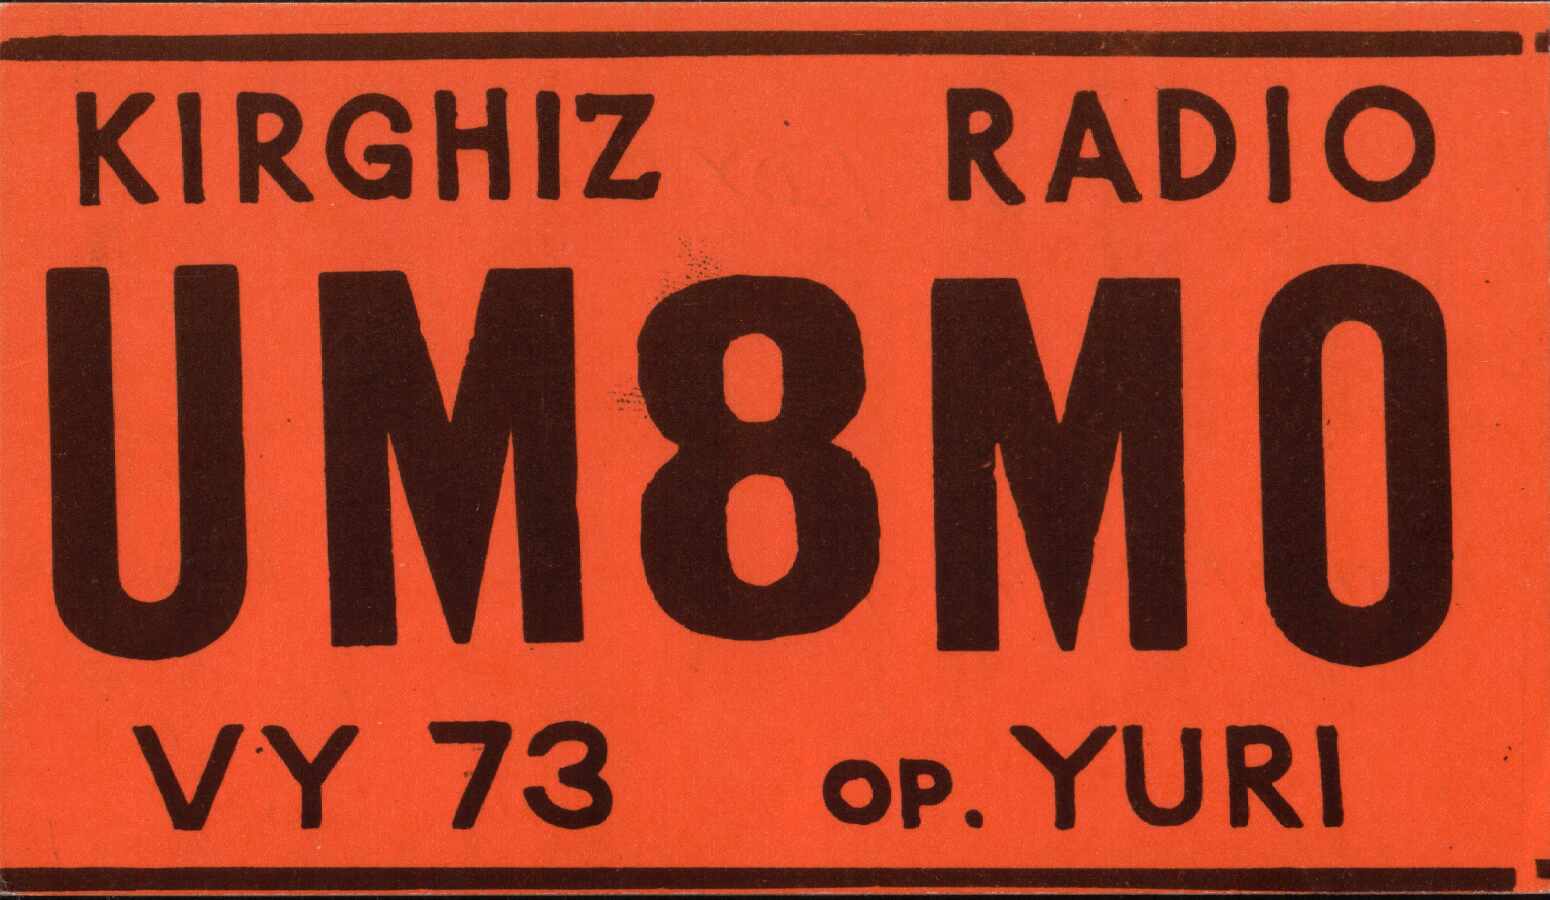 KIRGHIZ RADIO
UM8MO
VY 73 OP. YURI